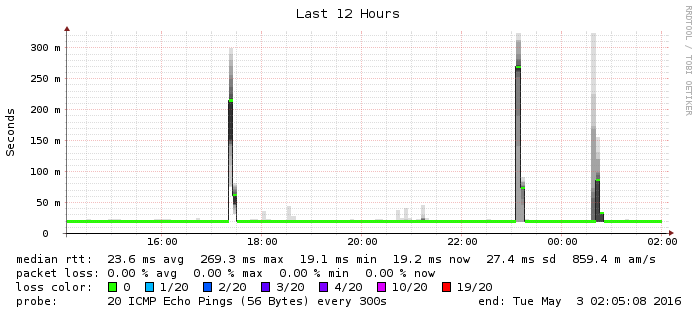 Last 12 Hours
RRDTOOL / TOBI OETIKER
Seconds
300 m
250 m
200 m
150 m
100 m
50 m
0
16:00 18:00 20:00 22:00 00:00 02:00
median rtt: 23.6 ms avg 269.3 ms max 19.1 ms min 19.2 ms now 27.4 ms sd 859.4 m am/s
packet loss: 0.00 % avg 0.00 % max 0.00 % min 0.00 % now
loss color: 0 1/20 2/20 3/20 4/20 10/20 19/20
probe: 20 ICMP Echo Pings (56 Bytes) every 300s end: Tue May 3 02:05:08 2016